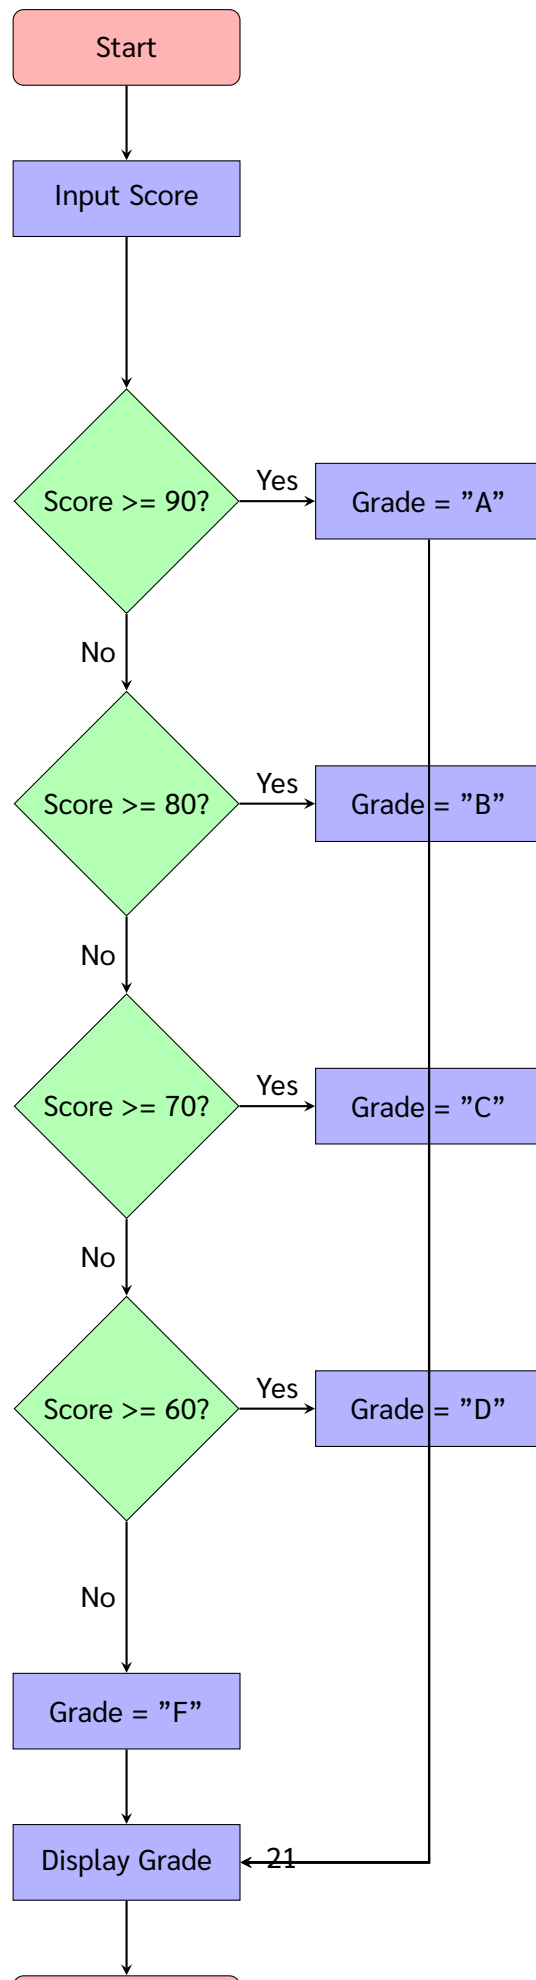 Start
Input Score
Score >= 90?
Yes
Grade = ”A”
No
Score >= 80?
Yes
Grade = ”B”
No
Score >= 70?
Yes
Grade = ”C”
No
Score >= 60?
Yes
Grade = ”D”
No
Grade = ”F”
Display Grade
21